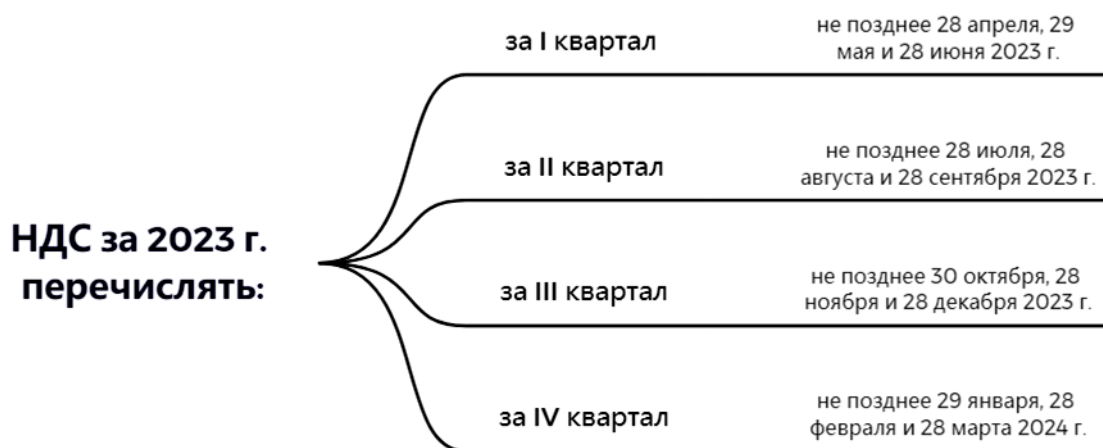 за I квартал
не позднее 28 апреля, 29
мая и 28 июня 2023 г.
за II квартал
не позднее 28 июля, 28
августа и 28 сентября 2023 г.
НДС за 2023 г.
перечислять:
за III квартал
не позднее 30 октября, 28
ноября и 28 декабря 2023 г.
за IV квартал
не позднее 29 января, 28
февраля и 28 марта 2024 г.